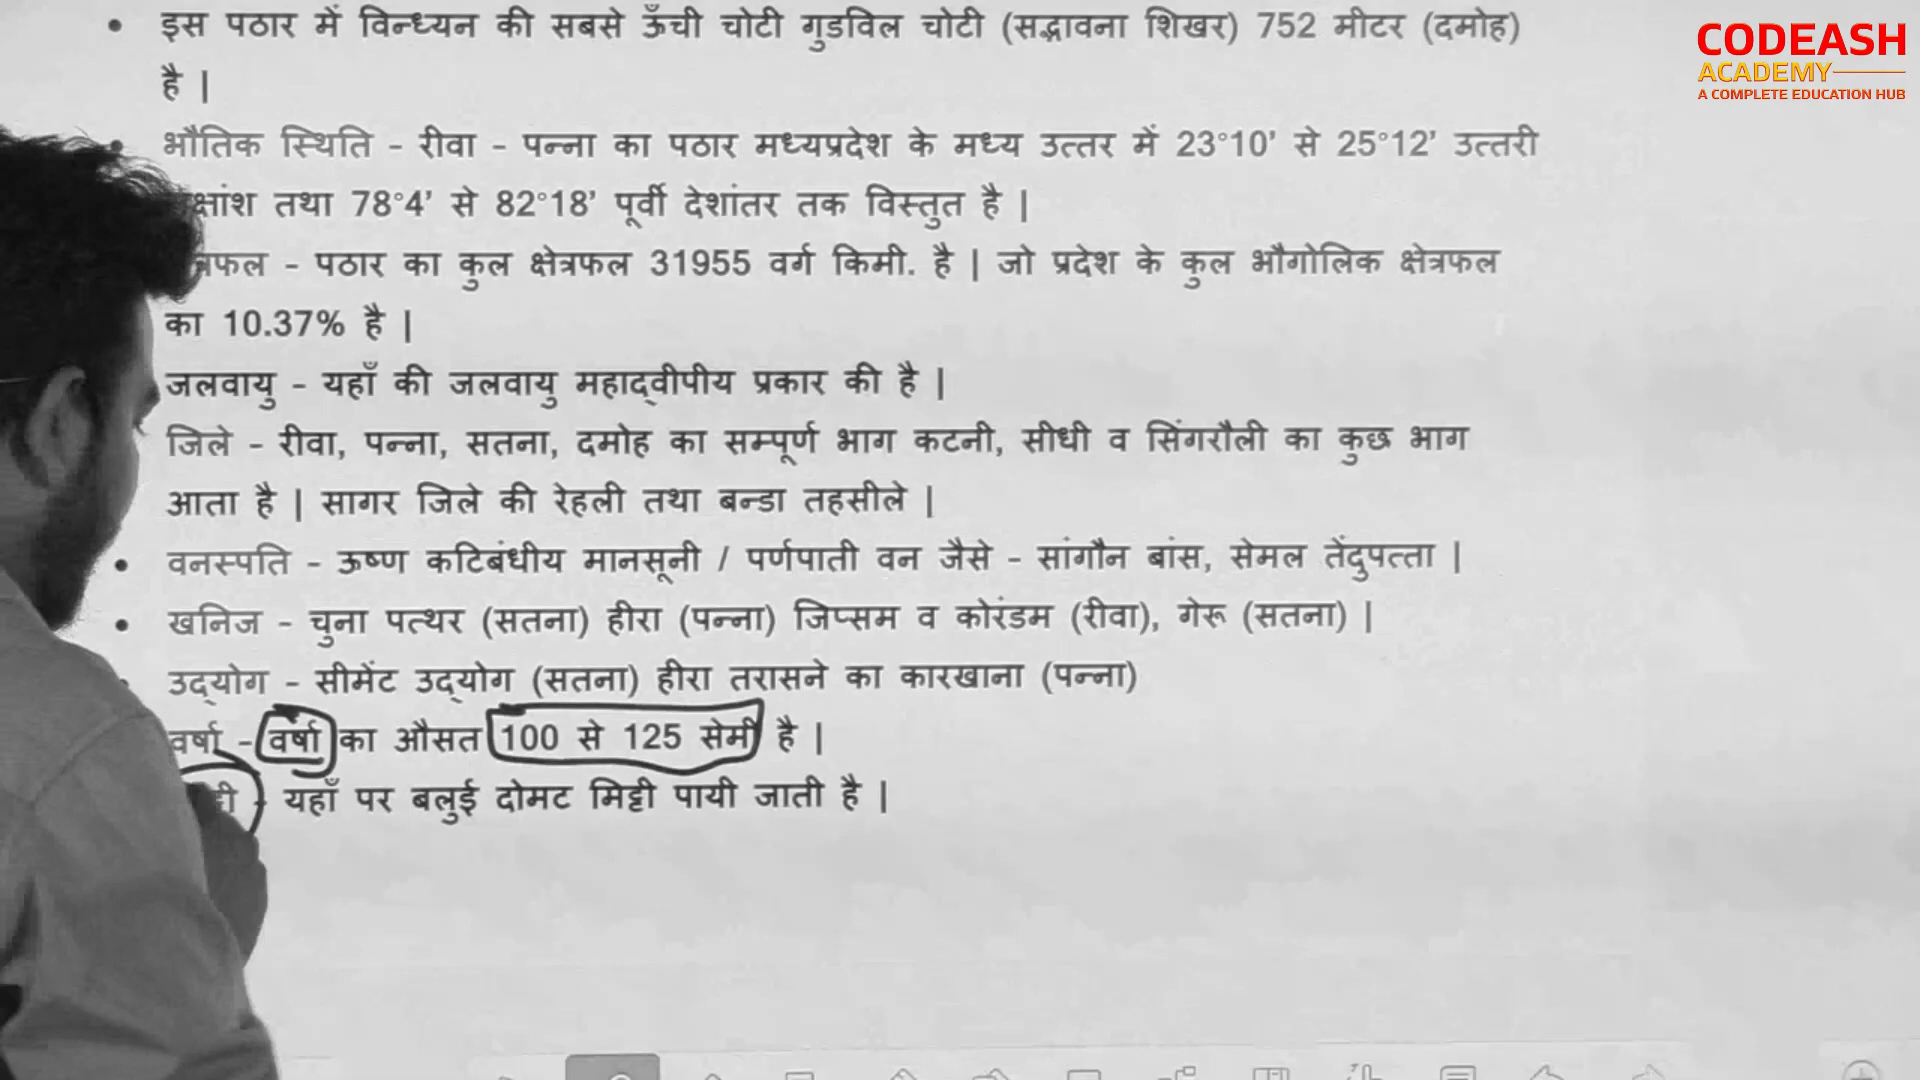 इस पठार में विन्ध्यन की सबसे ऊँची चोटी गुडविल चोटी (सद्भावना शिखर) 752 मीटर (दमोह)
है |
CODEASH
ACADEMY
A COMPLETE EDUCATION HUB
भौतिक स्थिति - रीवा - पन्ना का पठार मध्यप्रदेश के मध्य उत्तर में 23°10’ से 25°12’ उत्तरी
तथा 78°4’ से 82°18’ पूर्वी देशांतर तक विस्तुत है |
- पठार का कुल क्षेत्रफल 31955 वर्ग किमी. है | जो प्रदेश के कुल भौगोलिक क्षेत्रफल
का 10.37% है |
जलवायु - यहाँ की जलवायु महाद्वीपीय प्रकार की है |
जिले - रीवा, पन्ना, सतना, दमोह का सम्पूर्ण भाग कटनी, सीधी व सिंगरौली का कुछ भाग
आता है | सागर जिले की रेहली तथा बन्डा तहसीले |
वनस्पति - ऊष्ण कटिबंधीय मानसूनी / पर्णपाती वन जैसे - सांगौन बांस, सेमल तेंदुपत्ता |
खनिज - चुना पत्थर (सतना) हीरा (पन्ना) जिप्सम व कोरंडम (रीवा), गेरू (सतना) |
उद्योग - सीमेंट उद्योग (सतना) हीरा तरासने का कारखाना (पन्ना)
वर्षा - वर्षा का औसत 100 से 125 सेमी है |
- यहाँ पर बलुई दोमट मिट्टी पायी जाती है |